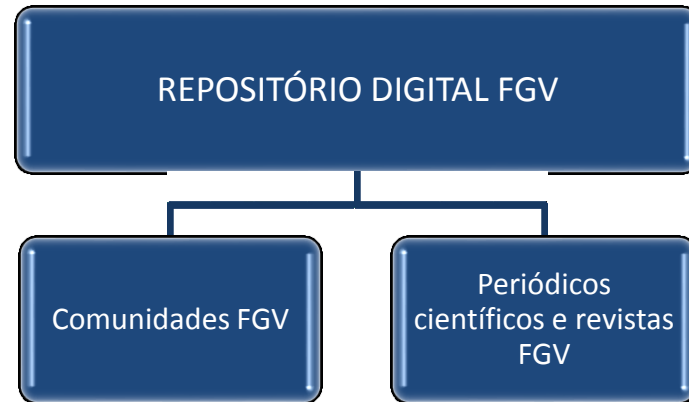 REPOSITÓRIO DIGITAL FGV
Comunidades FGV
Periódicos
científicos e revistas
FGV